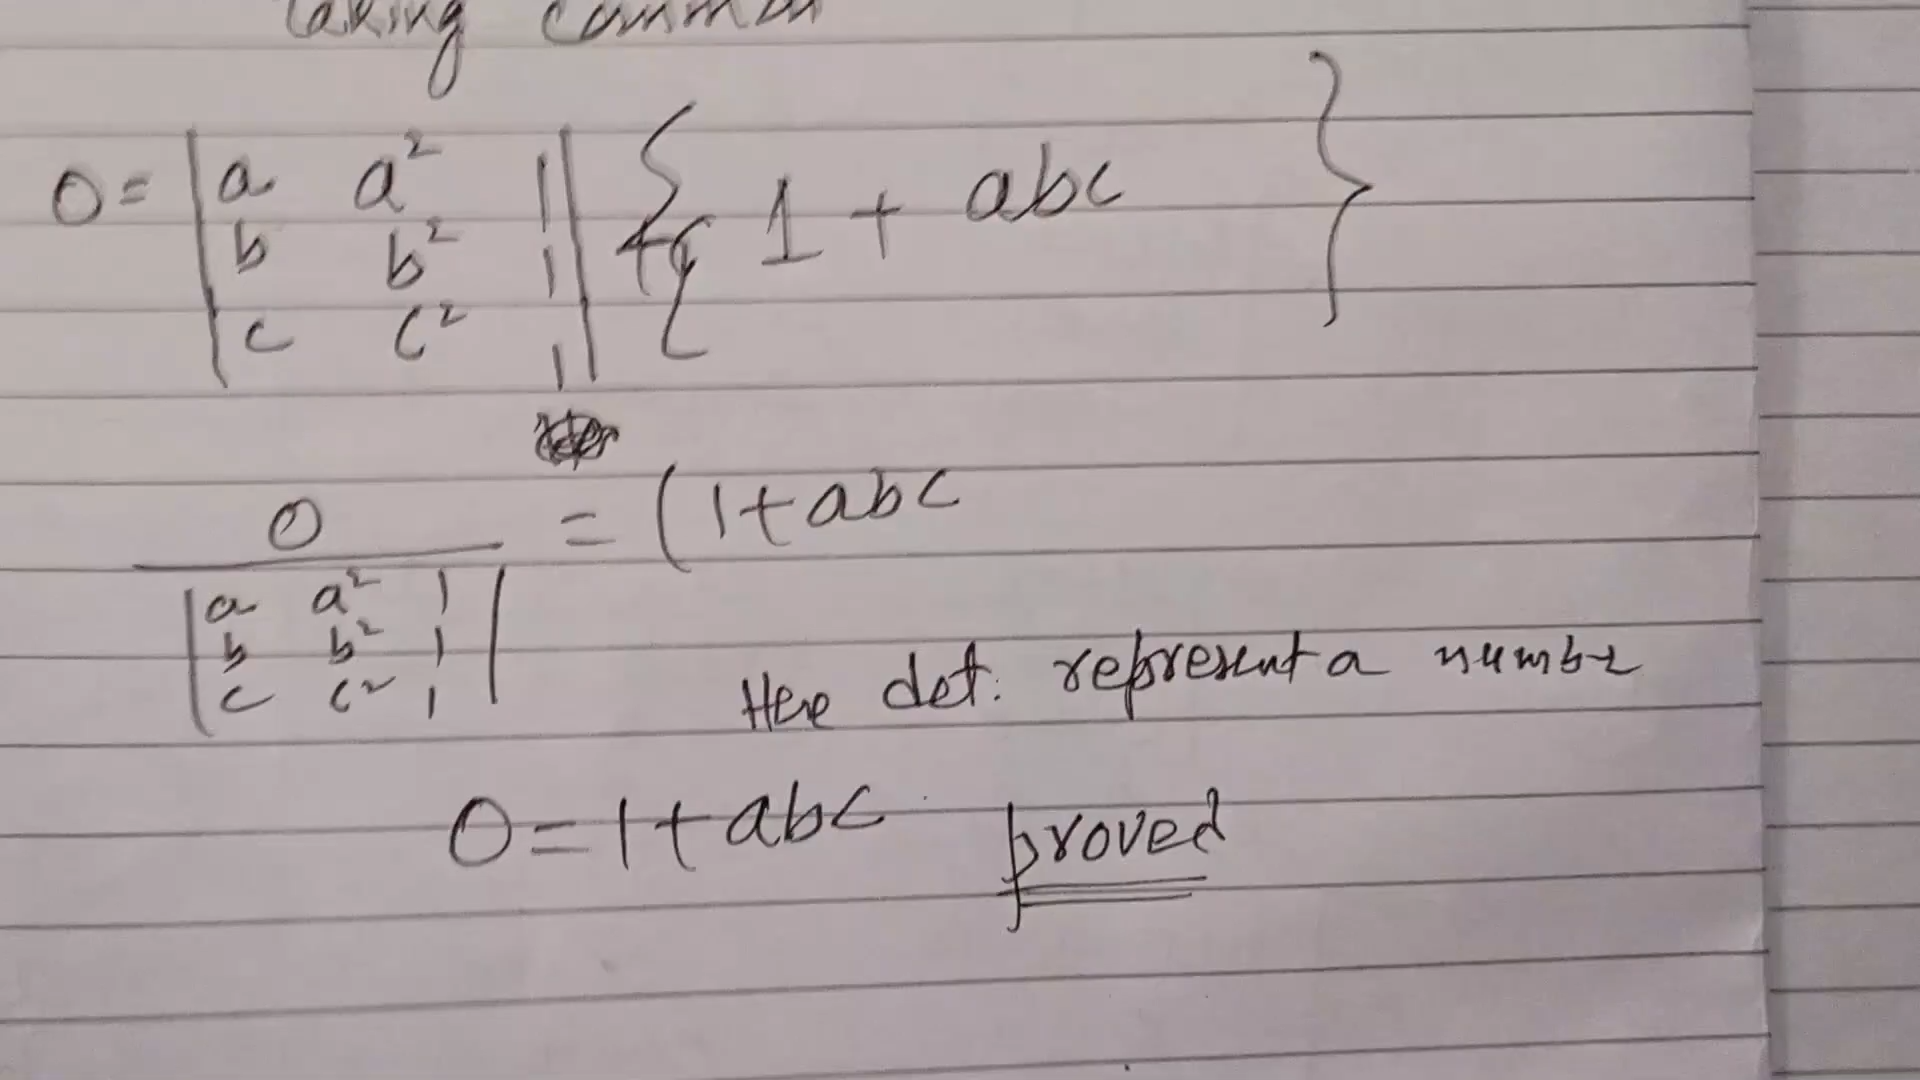 taking common
0 = | a a² 1 | { 1 + abc }
| b b² 1 |
| c c² 1 |
0 = (1+abc
| a a² 1 |
| b b² 1 |
| c c² 1 |
Here det. represent a numbr
0 = 1 + abc proved